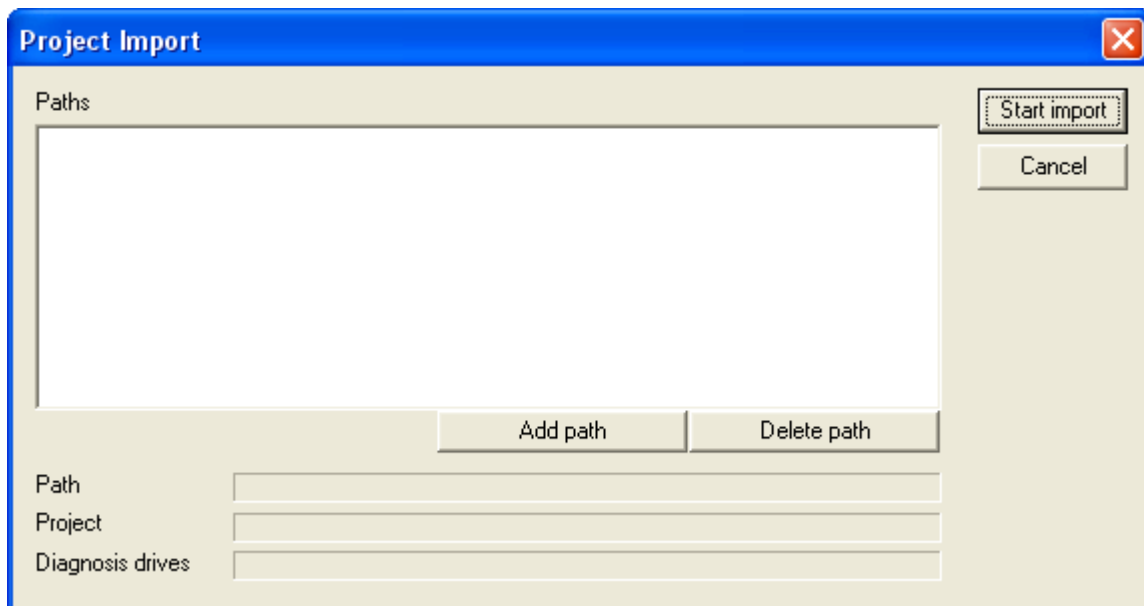 Project Import
Paths
Start import
Cancel
Add path
Delete path
Path
Project
Diagnosis drives